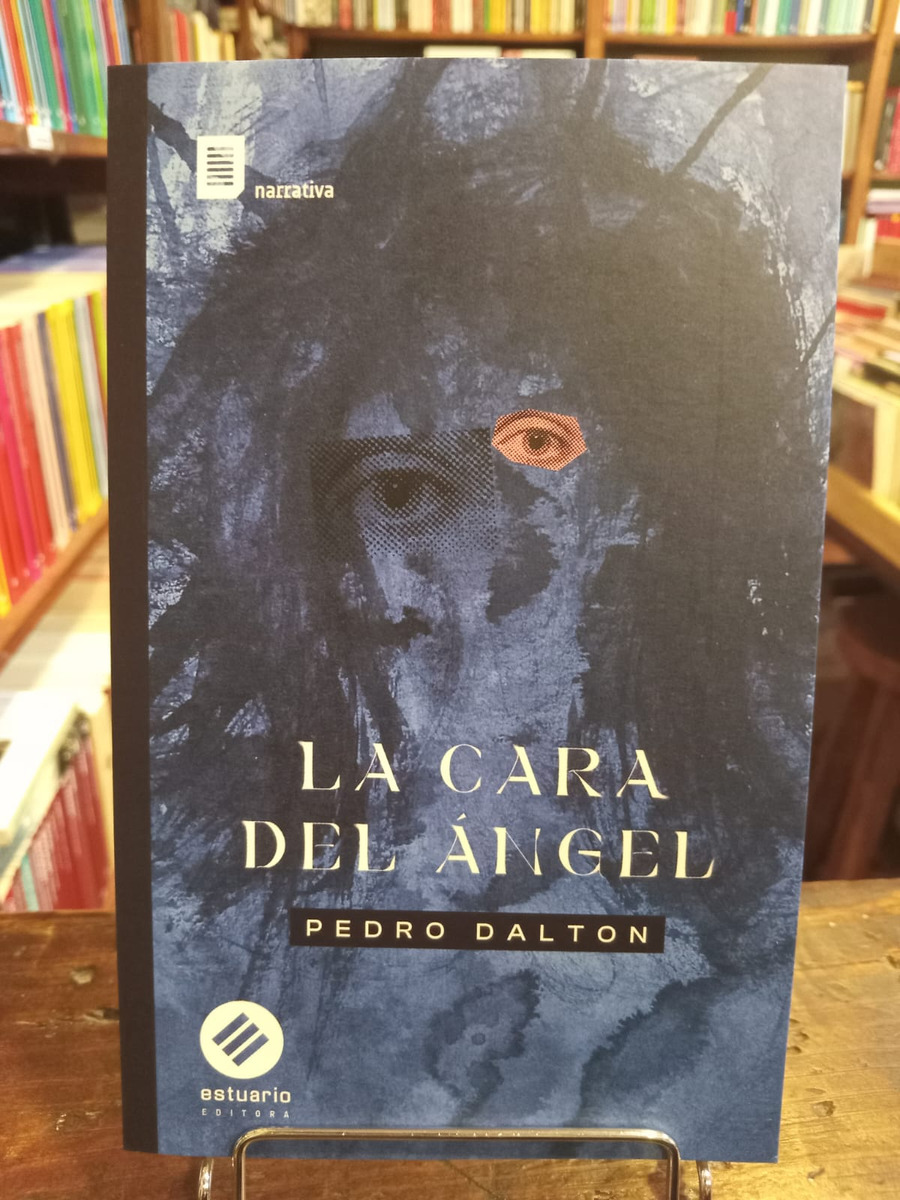 narrativa
LA CARA
DEL ÁNGEL
PEDRO DALTON
estuario
EDITORA